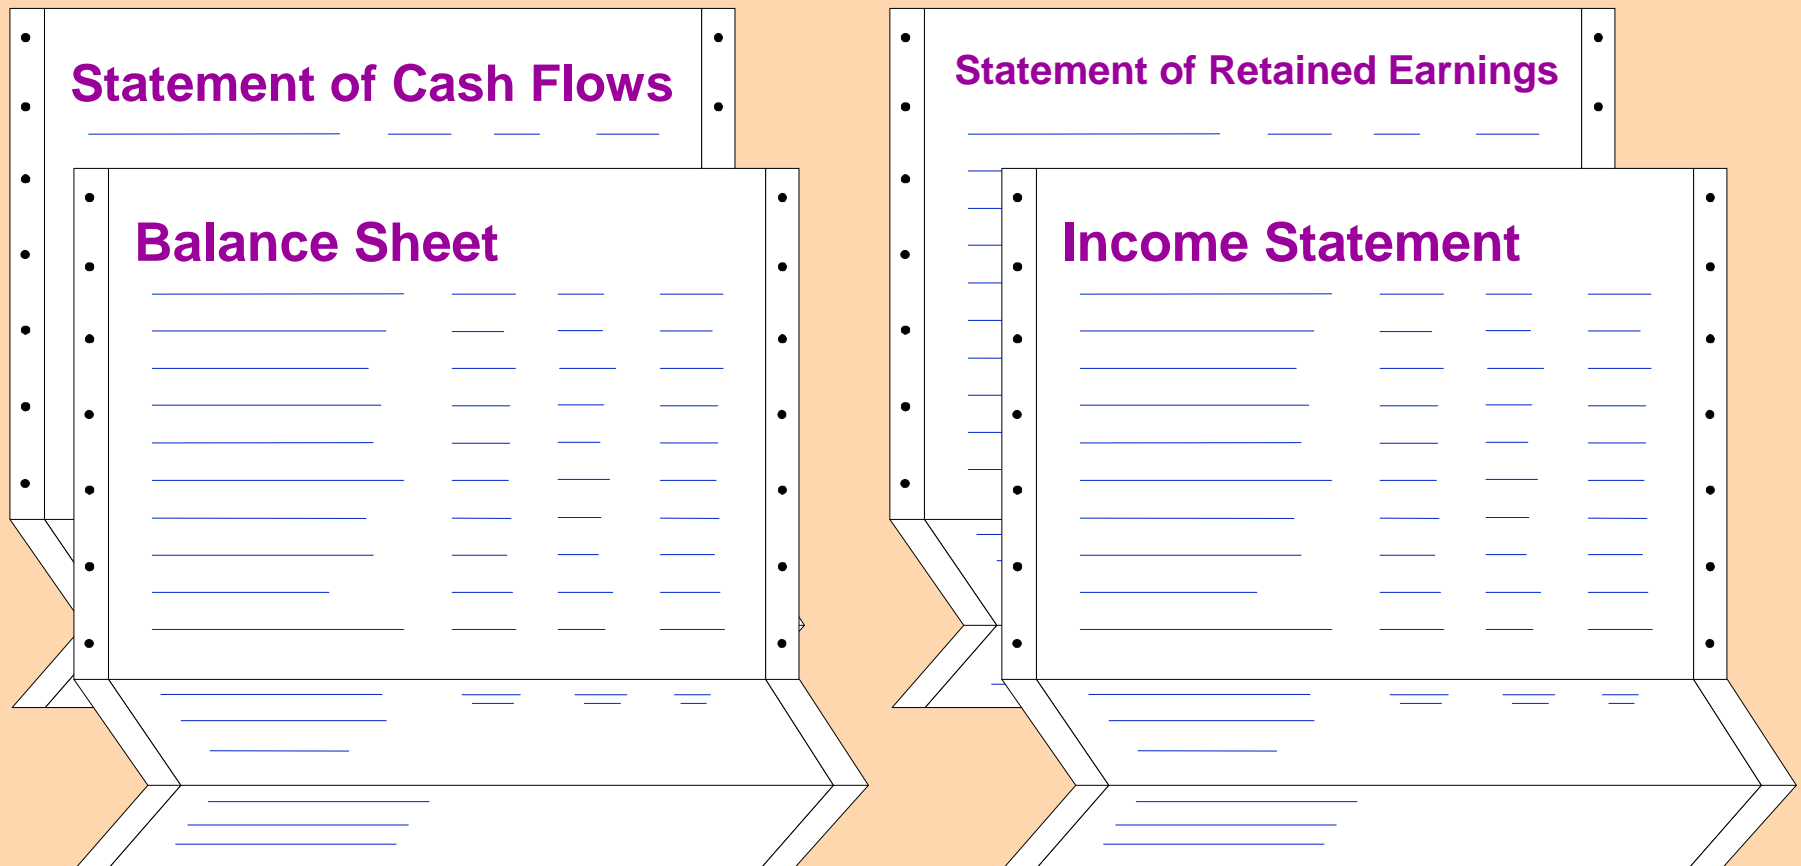 Statement of Cash Flows
Balance Sheet
Statement of Retained Earnings
Income Statement